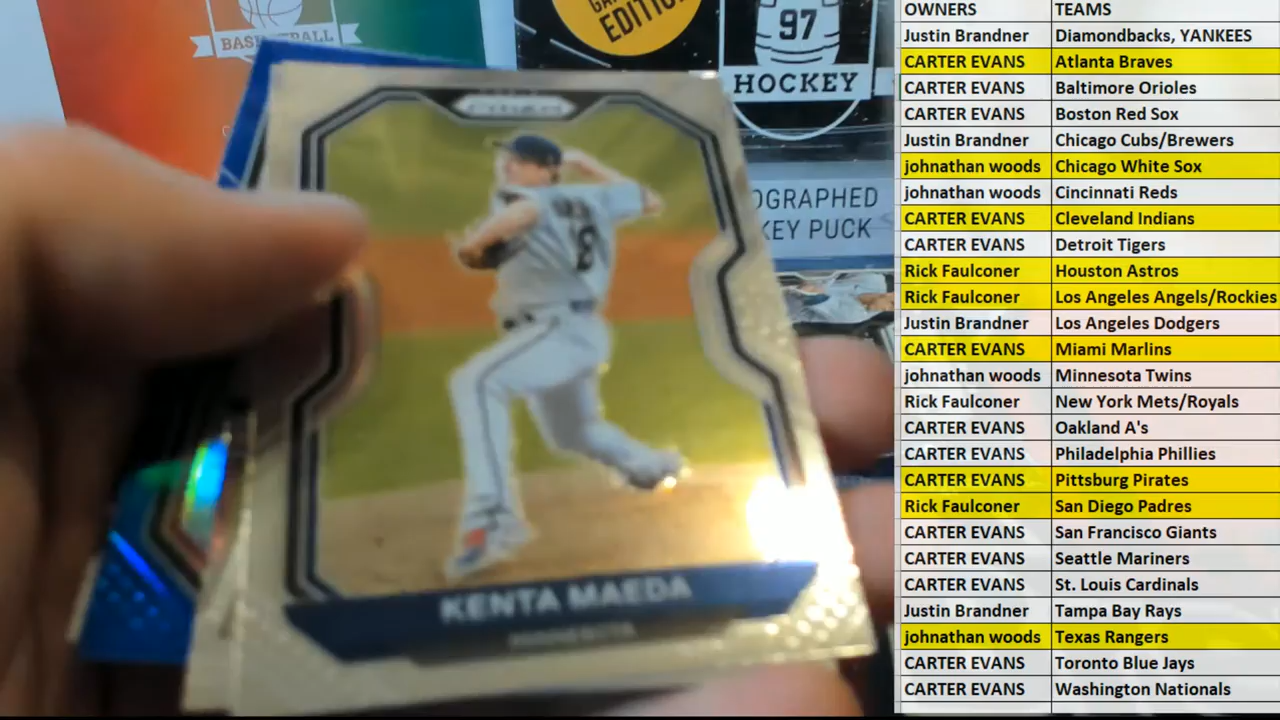 BASKETBALL
EDITION
97
HOCKEY
OGRAPHED
KEY PUCK
PRIZM
8
KENTA MAEDA
MINNESOTA
OWNERS TEAMS
Justin Brandner Diamondbacks, YANKEES
CARTER EVANS Atlanta Braves
CARTER EVANS Baltimore Orioles
CARTER EVANS Boston Red Sox
Justin Brandner Chicago Cubs/Brewers
johnathan woods Chicago White Sox
johnathan woods Cincinnati Reds
CARTER EVANS Cleveland Indians
CARTER EVANS Detroit Tigers
Rick Faulconer Houston Astros
Rick Faulconer Los Angeles Angels/Rockies
Justin Brandner Los Angeles Dodgers
CARTER EVANS Miami Marlins
johnathan woods Minnesota Twins
Rick Faulconer New York Mets/Royals
CARTER EVANS Oakland A's
CARTER EVANS Philadelphia Phillies
CARTER EVANS Pittsburg Pirates
Rick Faulconer San Diego Padres
CARTER EVANS San Francisco Giants
CARTER EVANS Seattle Mariners
CARTER EVANS St. Louis Cardinals
Justin Brandner Tampa Bay Rays
johnathan woods Texas Rangers
CARTER EVANS Toronto Blue Jays
CARTER EVANS Washington Nationals